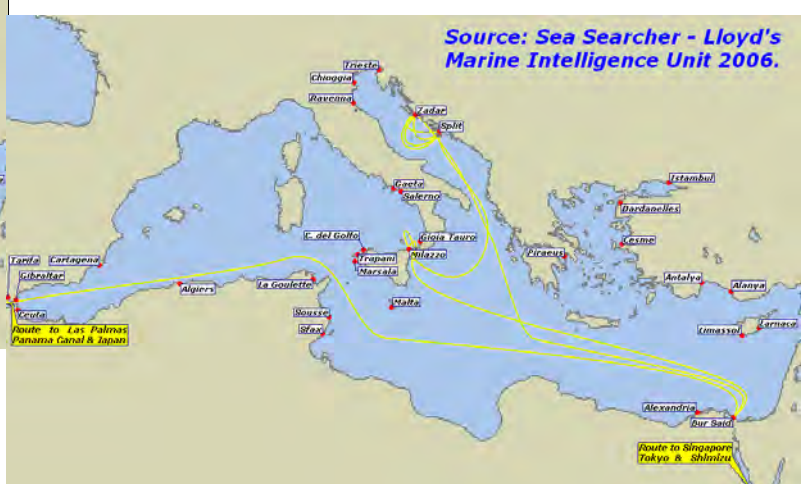 Source: Sea Searcher - Lloyd's
Marine Intelligence Unit 2006.
Trieste
Chioggia
Ravenna
Zadar
Split
Istanbul
Gaeta
Salerno
Dardanelles
C. del Golfo
Gioia Tauro
Cesme
Tarifa
Cartagena
Trapani
Milazzo
Piraeus
Gibraltar
Marsala
Antalya
Algiers
La Goulette
Alanya
Ceuta
Malta
Sousse
Larnaca
Route to Las Palmas
Panama Canal & Japan
Sfax
Limassol
Alexandria
Bur Said
Route to Singapore
Tokyo & Shimizu